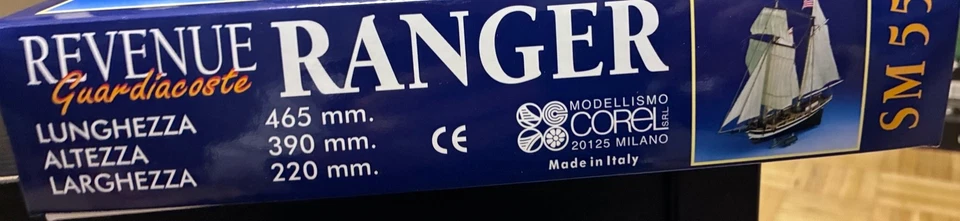 REVENUE
Guardiacoste
RANGER
LUNGHEZZA 465 mm.
ALTEZZA 390 mm.
LARGHEZZA 220 mm.
CE
MODELLISMO
COREL S.R.L.
20125 MILANO
Made in Italy
SM 55